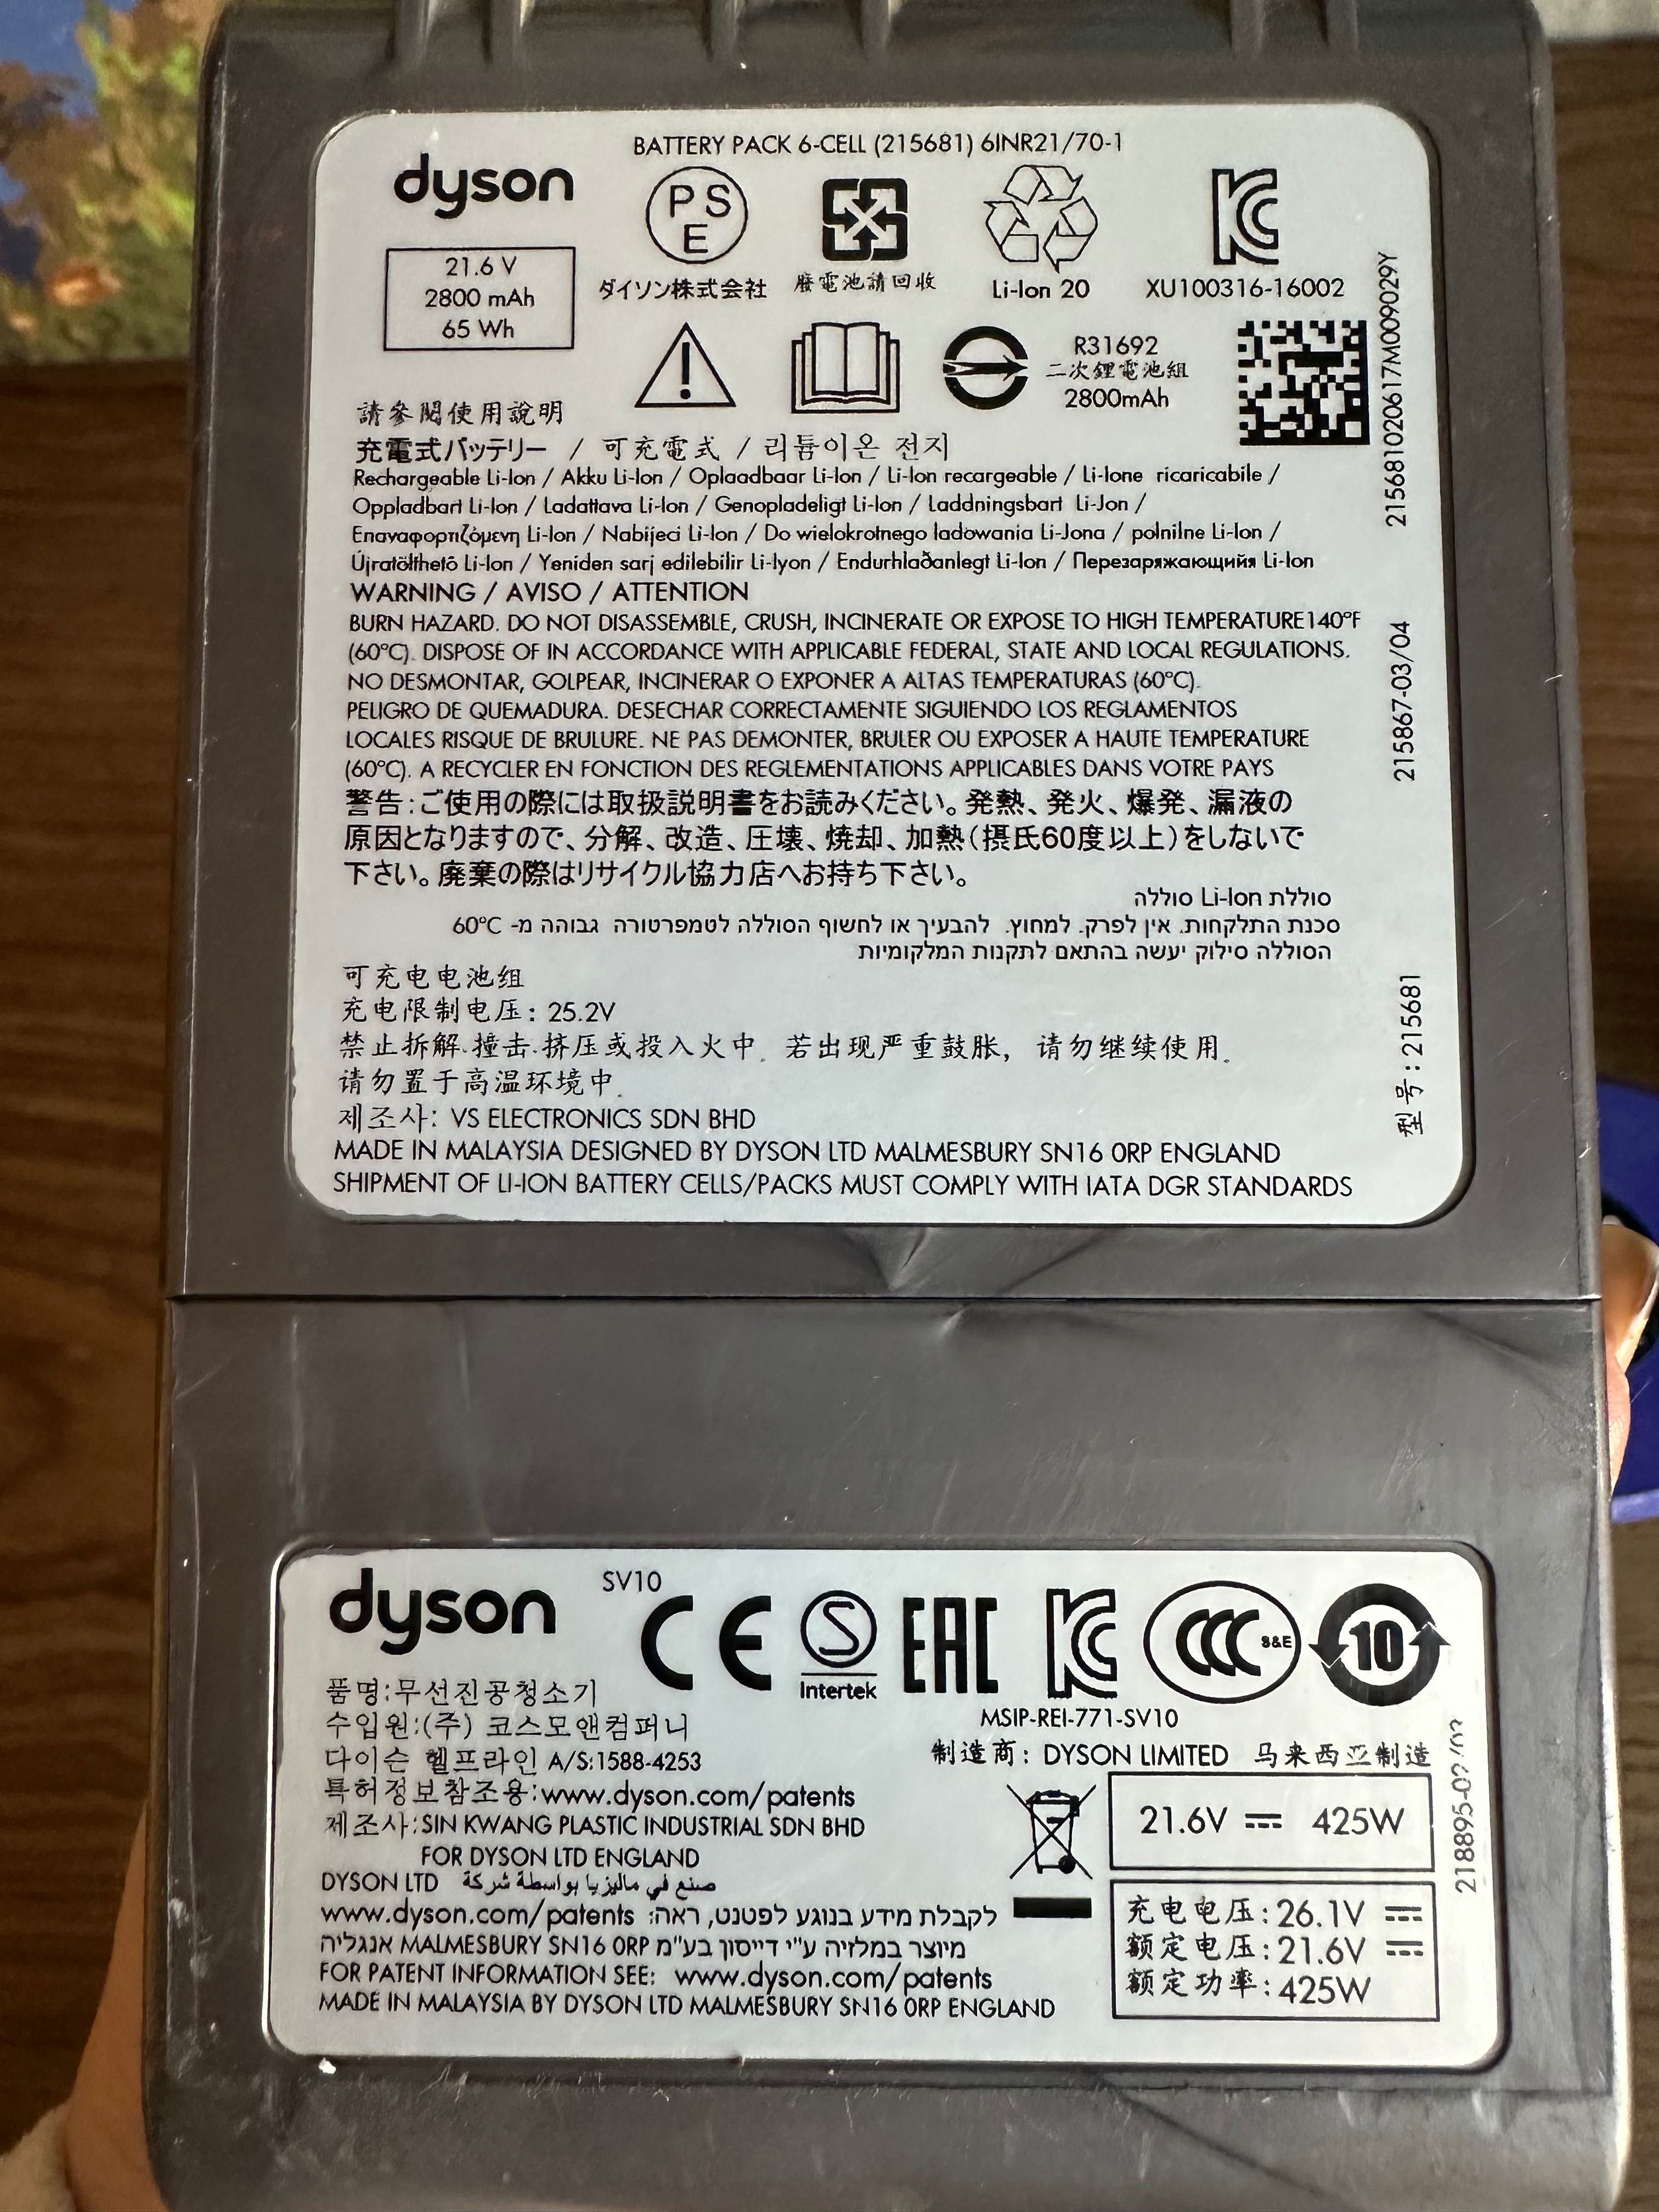 BATTERY PACK 6-CELL (215681) 6INR21/70-1
dyson
PS
E
21.6 V
2800 mAh
65 Wh
ダイソン株式会社
廢電池請回收
Li-Ion 20
XU100316-16002
R31692
二次鋰電池組
2800mAh
215681020617M009029Y
請參閱使用說明
充電式バッテリー / 可充電式 / 리튬이온 전지
Rechargeable Li-Ion / Akku Li-Ion / Oplaadbaar Li-Ion / Li-Ion recargeable / Li-Ione ricaricabile /
Oppladbart Li-Ion / Ladattava Li-Ion / Genopladeligt Li-Ion / Laddningsbart Li-Jon /
Επαναφορτιζόμενη Li-Ion / Nabíjecí Li-Ion / Do wielokrotnego ładowania Li-Jona / polnilne Li-Ion /
Újratölthető Li-Ion / Yeniden sarj edilebilir Li-Iyon / Endurhlaðanlegt Li-Ion / Перезаряжающийия Li-Ion
WARNING / AVISO / ATTENTION
BURN HAZARD. DO NOT DISASSEMBLE, CRUSH, INCINERATE OR EXPOSE TO HIGH TEMPERATURE140°F
(60°C). DISPOSE OF IN ACCORDANCE WITH APPLICABLE FEDERAL, STATE AND LOCAL REGULATIONS.
NO DESMONTAR, GOLPEAR, INCINERAR O EXPONER A ALTAS TEMPERATURAS (60°C).
PELIGRO DE QUEMADURA. DESECHAR CORRECTAMENTE SIGUIENDO LOS REGLAMENTOS
LOCALES RISQUE DE BRULURE. NE PAS DEMONTER, BRULER OU EXPOSER A HAUTE TEMPERATURE
(60°C). A RECYCLER EN FONCTION DES REGLEMENTATIONS APPLICABLES DANS VOTRE PAYS
215867-03/04
警告:ご使用の際には取扱説明書をお読みください。発熱、発火、爆発、漏液の
原因となりますので、分解、改造、圧壊、焼却、加熱(摂氏60度以上)をしないで
下さい。廃棄の際はリサイクル協力店へお持ち下さい。
סוללת Li-Ion סוללה
סכנת התלקחות. אין לפרק. למחוץ. להבעיך או לחשוף הסוללה לטמפרטורה גבוהה מ- 60°C
הסוללה סילוק יעשה בהתאם לתקנות המלקומיות
可充电电池组
充电限制电压: 25.2V
禁止拆解.撞击.挤压或投入火中. 若出现严重鼓胀, 请勿继续使用.
请勿置于高温环境中.
型号:215681
제조사: VS ELECTRONICS SDN BHD
MADE IN MALAYSIA DESIGNED BY DYSON LTD MALMESBURY SN16 0RP ENGLAND
SHIPMENT OF LI-ION BATTERY CELLS/PACKS MUST COMPLY WITH IATA DGR STANDARDS
dyson
SV10
CE
S
Intertek
EAC
CCC S&E
10
MSIP-REI-771-SV10
품명:무선진공청소기
수입원:(주) 코스모앤컴퍼니
制造商: DYSON LIMITED 马来西亚制造
다이슨 헬프라인 A/S:1588-4253
특허정보참조용:www.dyson.com/patents
제조사:SIN KWANG PLASTIC INDUSTRIAL SDN BHD
FOR DYSON LTD ENGLAND
21.6V 425W
DYSON LTD صنع في ماليزيا بواسطة شركة
לקבלת מידע בנוגע לפטנט, ראה: www.dyson.com/patents
מיוצר במלזיה ע"י דייסון בע"מ MALMESBURY SN16 0RP אנגליה
FOR PATENT INFORMATION SEE: www.dyson.com/patents
MADE IN MALAYSIA BY DYSON LTD MALMESBURY SN16 0RP ENGLAND
充电电压:26.1V
额定电压:21.6V
额定功率:425W